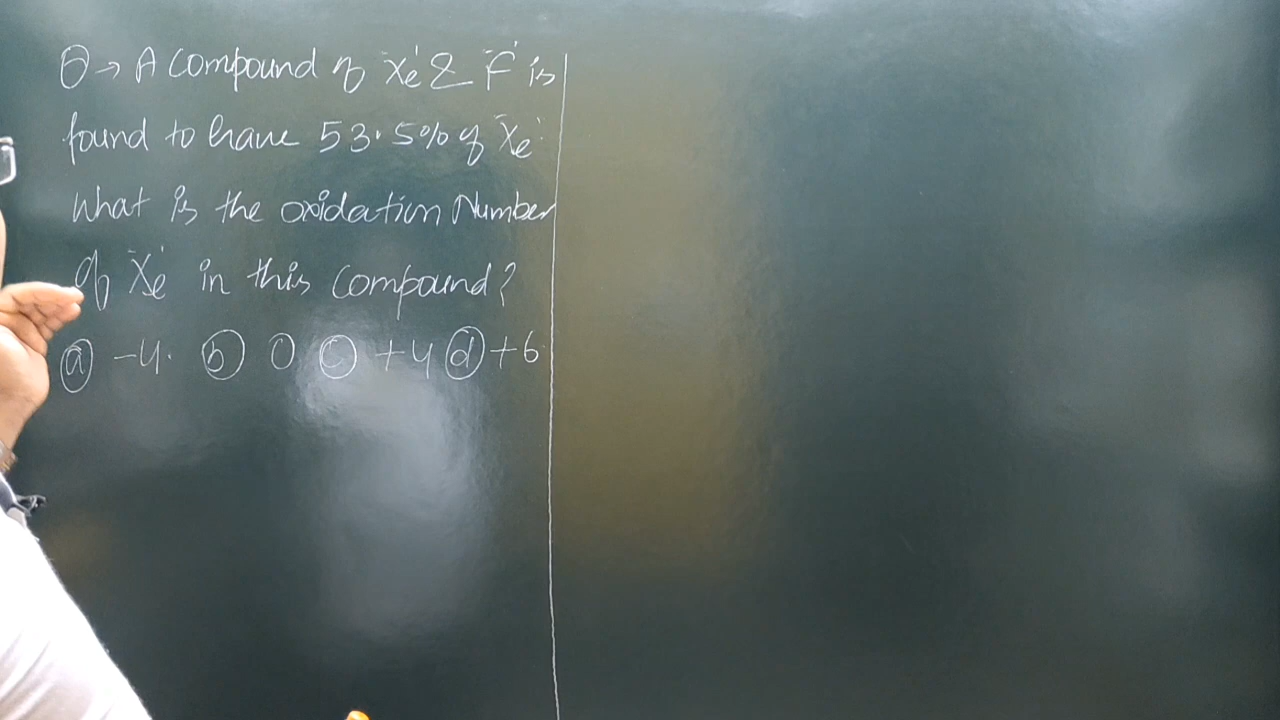 Q → A compound of 'Xe' & 'F' is
found to have 53.5% of 'Xe'.
What is the oxidation Number
of 'Xe' in this compound?
(a) -4. (b) 0 (c) +4 (d) +6